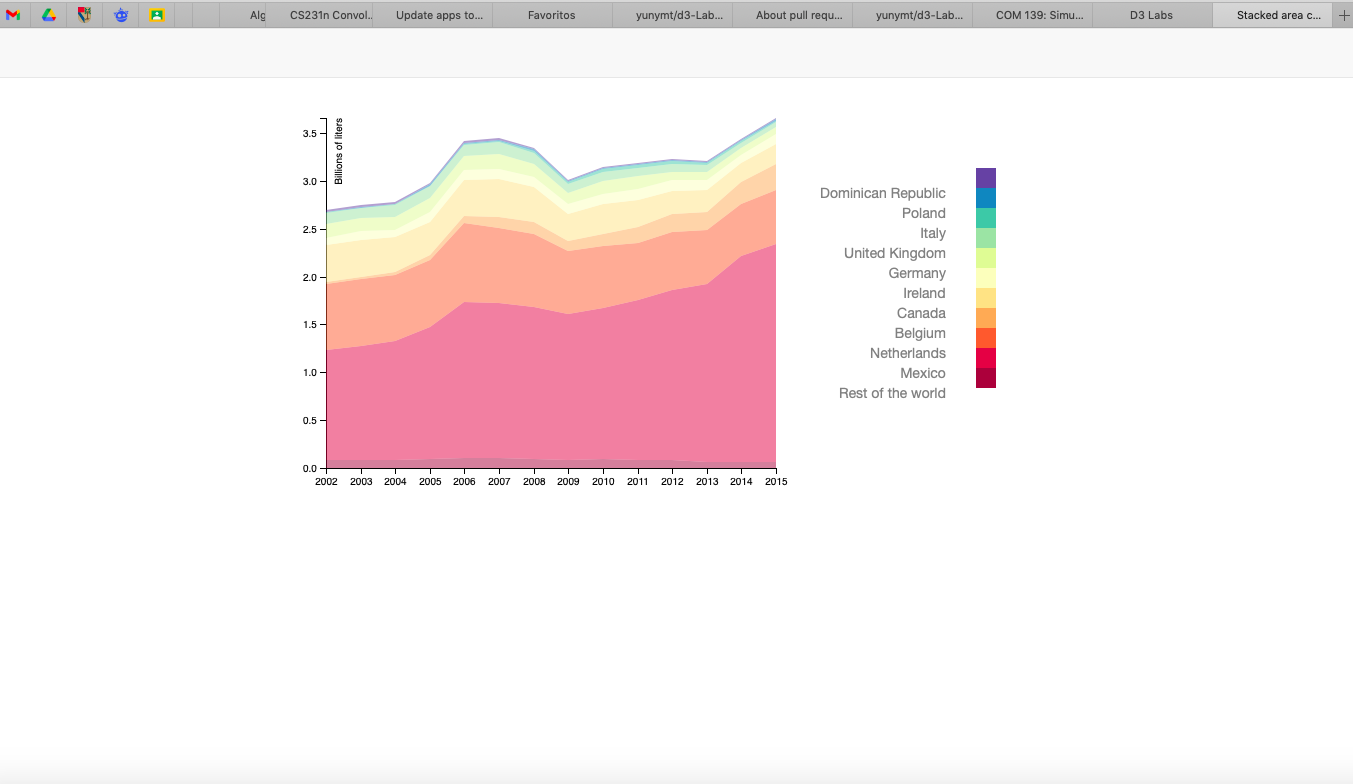 Alg
CS231n Convol...
Update apps to...
Favoritos
yunymt/d3-Lab...
About pull requ...
yunymt/d3-Lab...
COM 139: Simu...
D3 Labs
Stacked area c...
Billions of liters
3.5
3.0
2.5
2.0
1.5
1.0
0.5
0.0
2002 2003 2004 2005 2006 2007 2008 2009 2010 2011 2012 2013 2014 2015
Dominican Republic
Poland
Italy
United Kingdom
Germany
Ireland
Canada
Belgium
Netherlands
Mexico
Rest of the world